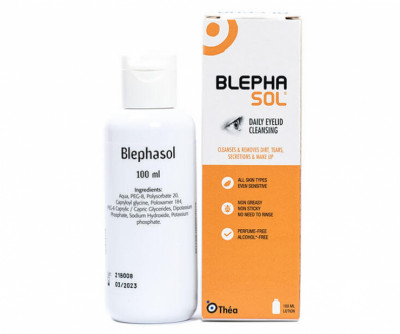 Blephasol
100 ml
Ingredients:
Aqua, PEG-8, Polysorbate 20,
Capryloyl glycine, Poloxamer 184,
PEG-6 Caprylic / Capric Glycerides, Dipotassium
Phosphate, Sodium Hydroxide, Potassium
phosphate.
218009
03/2023
BLEPHA
SOL
DAILY EYELID
CLEANSING
CLEANSES & REMOVES DIRT, TEARS,
SECRETIONS & MAKE UP
ALL SKIN TYPES
EVEN SENSITIVE
NON GREASY
NON STICKY
NO NEED TO RINSE
PERFUME-FREE
ALCOHOL*-FREE
Théa
100 ML
LOTION